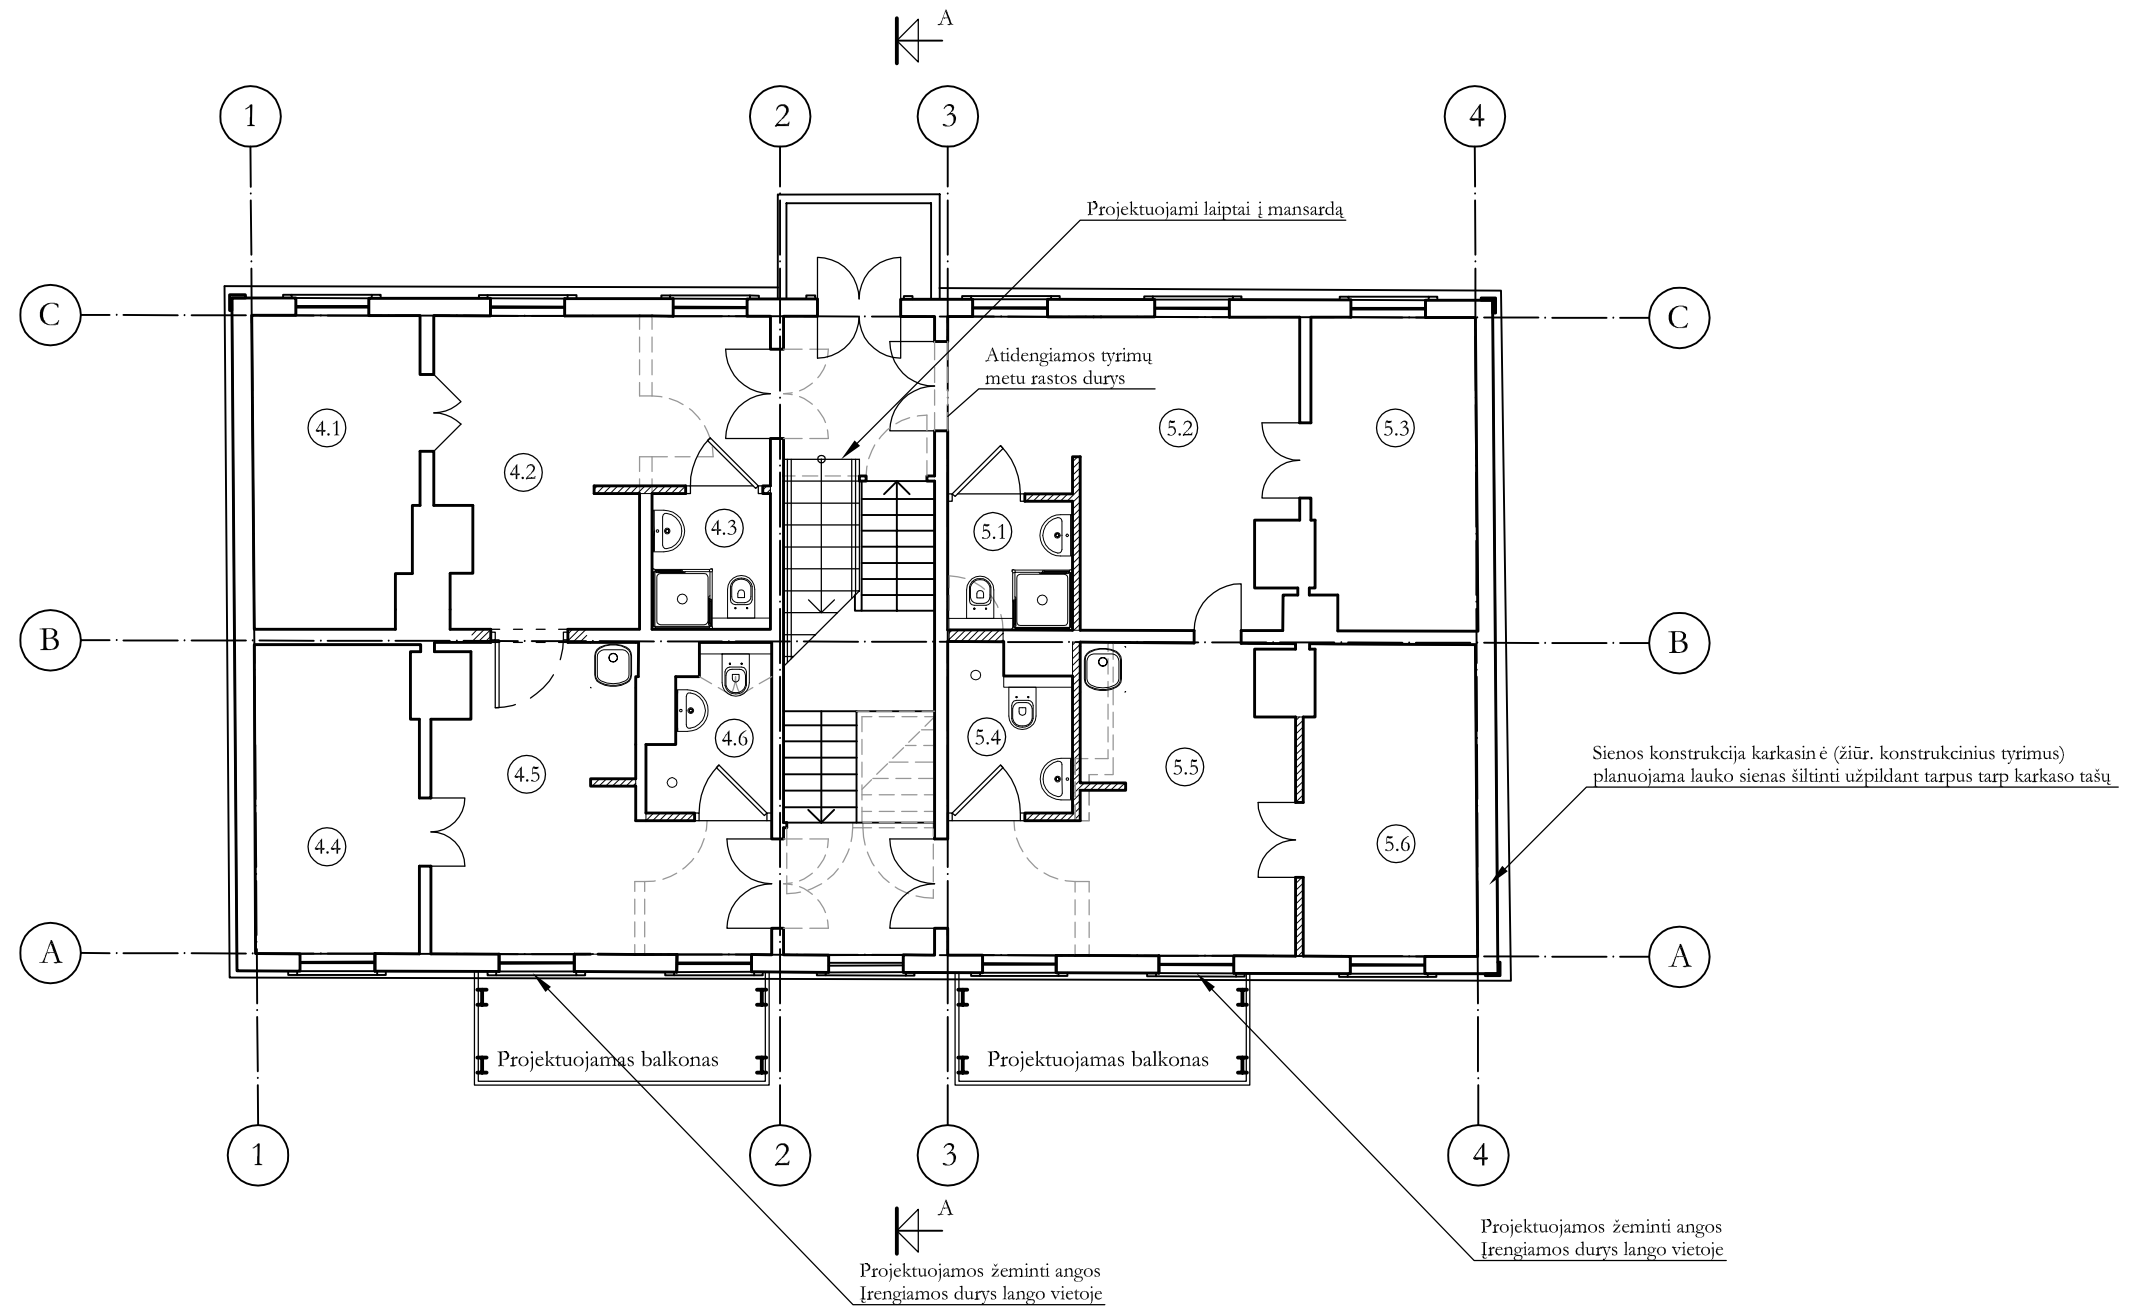 A
1
2
3
4
Projektuojami laiptai į mansardą
C
C
Atidengiamos tyrimų
metu rastos durys
4.1
5.2
5.3
4.2
4.3
5.1
B
B
4.6
5.4
4.5
5.5
Sienos konstrukcija karkasinė (žiūr. konstrukcinius tyrimus)
planuojama lauko sienas šiltinti užpildant tarpus tarp karkaso tašų
4.4
5.6
A
A
Projektuojamas balkonas
Projektuojamas balkonas
1
2
3
4
A
Projektuojamos žeminti angos
Įrengiamos durys lango vietoje
Projektuojamos žeminti angos
Įrengiamos durys lango vietoje